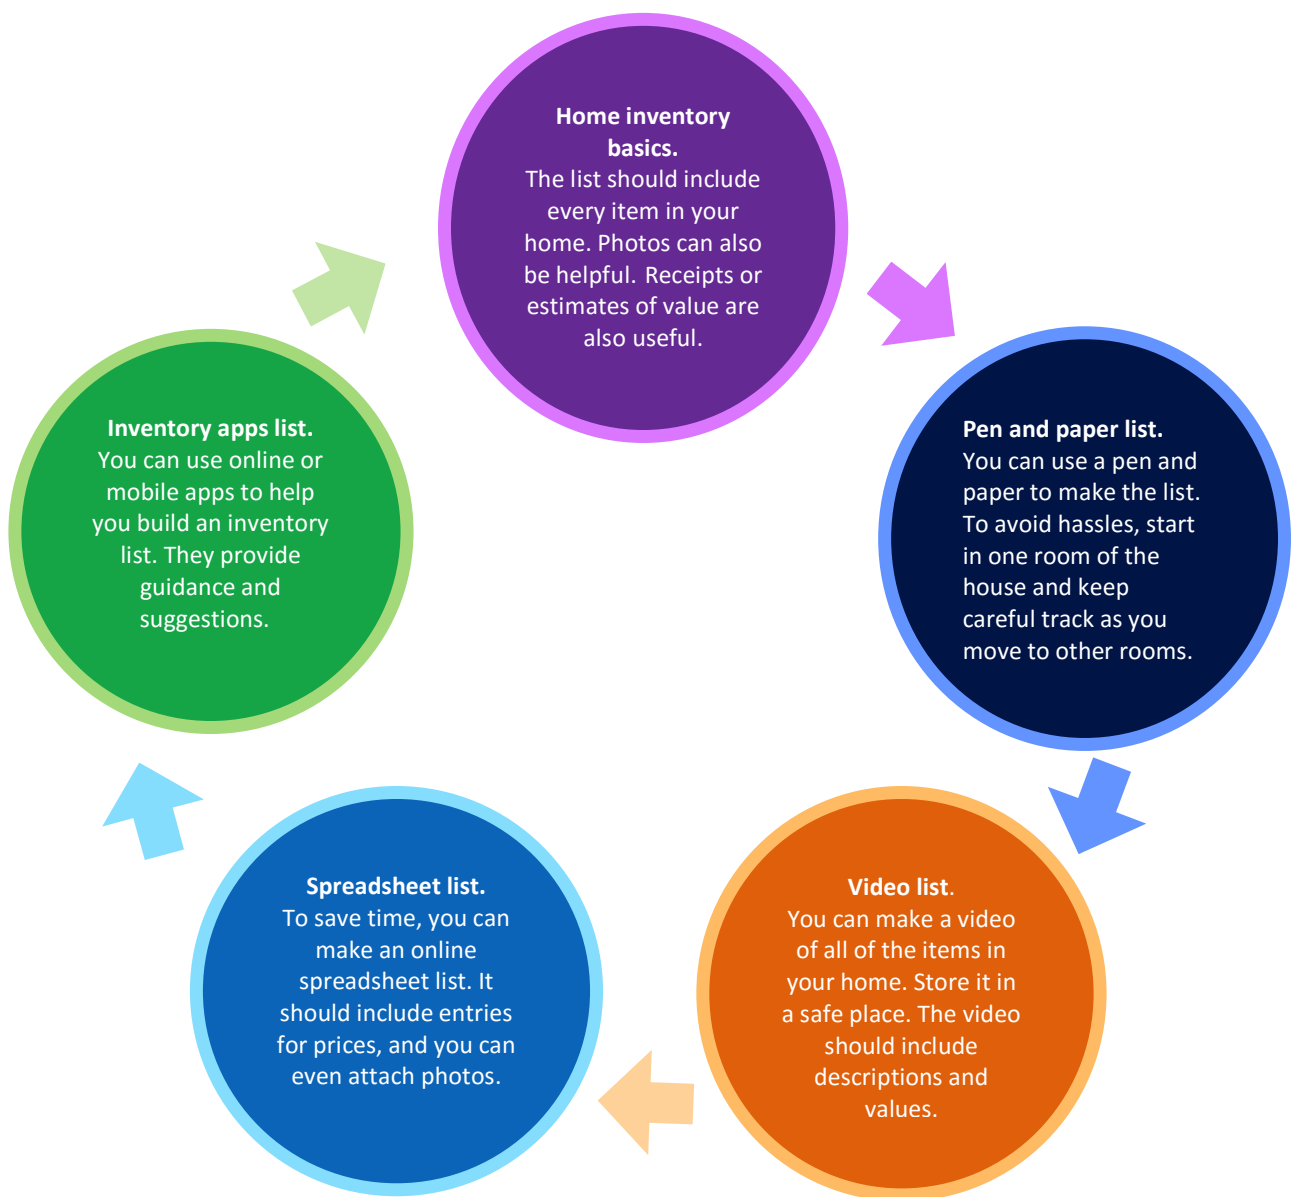 Home inventory
basics.
The list should include
every item in your
home. Photos can also
be helpful. Receipts or
estimates of value are
also useful.
Pen and paper list.
You can use a pen and
paper to make the list.
To avoid hassles, start
in one room of the
house and keep
careful track as you
move to other rooms.
Video list.
You can make a video
of all of the items in
your home. Store it in
a safe place. The video
should include
descriptions and
values.
Spreadsheet list.
To save time, you can
make an online
spreadsheet list. It
should include entries
for prices, and you can
even attach photos.
Inventory apps list.
You can use online or
mobile apps to help
you build an inventory
list. They provide
guidance and
suggestions.